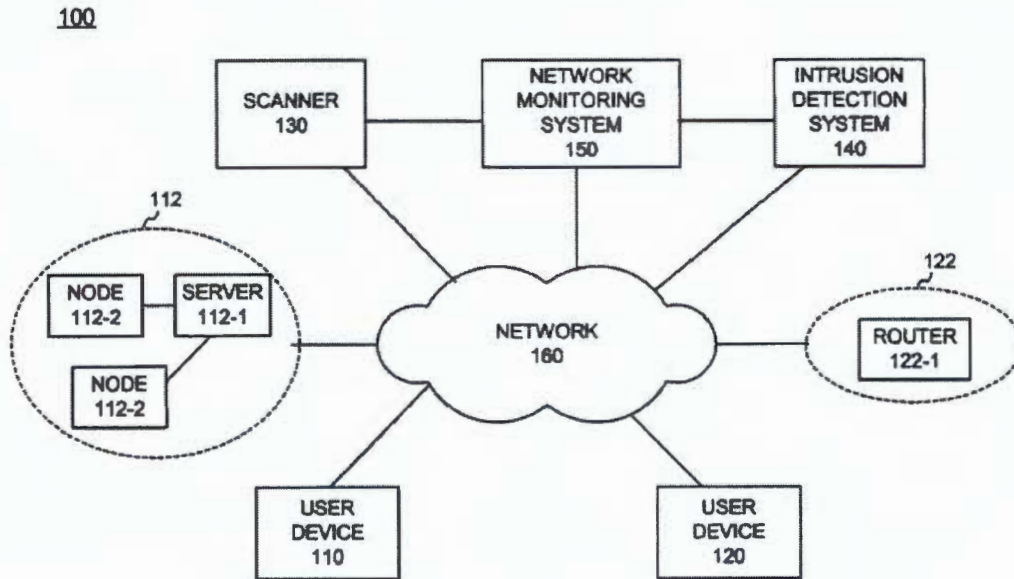 100
SCANNER
130
NETWORK
MONITORING
SYSTEM
150
INTRUSION
DETECTION
SYSTEM
140
112
NODE
112-2
SERVER
112-1
NODE
112-2
NETWORK
160
122
ROUTER
122-1
USER
DEVICE
110
USER
DEVICE
120